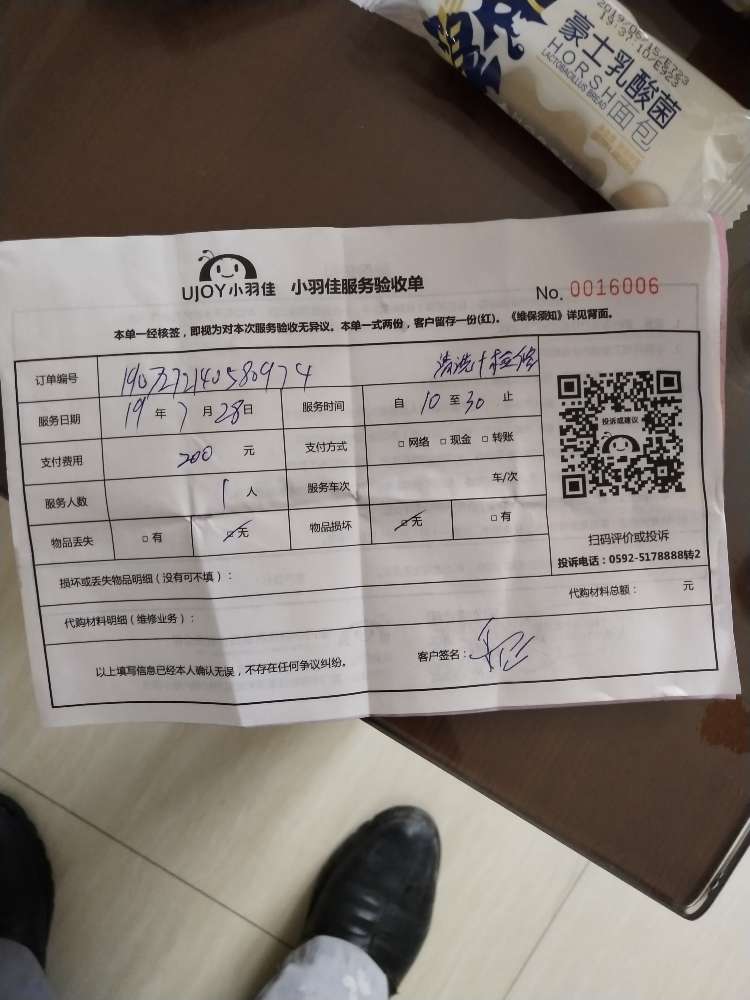 2019/06/15/E723
19:37:10/E923
豪士乳酸菌
HORSH面包
LACTOBACILLUS BREAD
UJOY小羽佳 小羽佳服务验收单
No. 0016006
本单一经核签，即视为对本次服务验收无异议。本单一式两份，客户留存一份(红)。《维保须知》详见背面。
订单编号 1907272140580974 清洗+检修
服务日期 19 年 7 月 28 日 服务时间 自 10 至 30 止
支付费用 200 元 支付方式 □网络 □现金 □转账
服务人数 1 人 服务车次 车/次
物品丢失 □有 □无 物品损坏 □无 □有
投诉或建议
扫码评价或投诉
投诉电话：0592-5178888转2
损坏或丢失物品明细（没有可不填）：
代购材料明细（维修业务）： 代购材料总额： 元
以上填写信息已经本人确认无误，不存在任何争议纠纷。 客户签名：